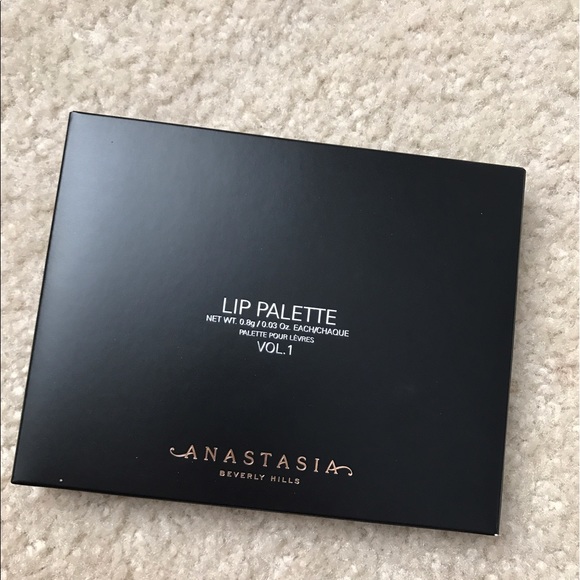 LIP PALETTE
NET WT. 0.8g / 0.03 Oz. EACH/CHAQUE
PALETTE POUR LÈVRES
VOL.1
ANASTASIA
BEVERLY HILLS